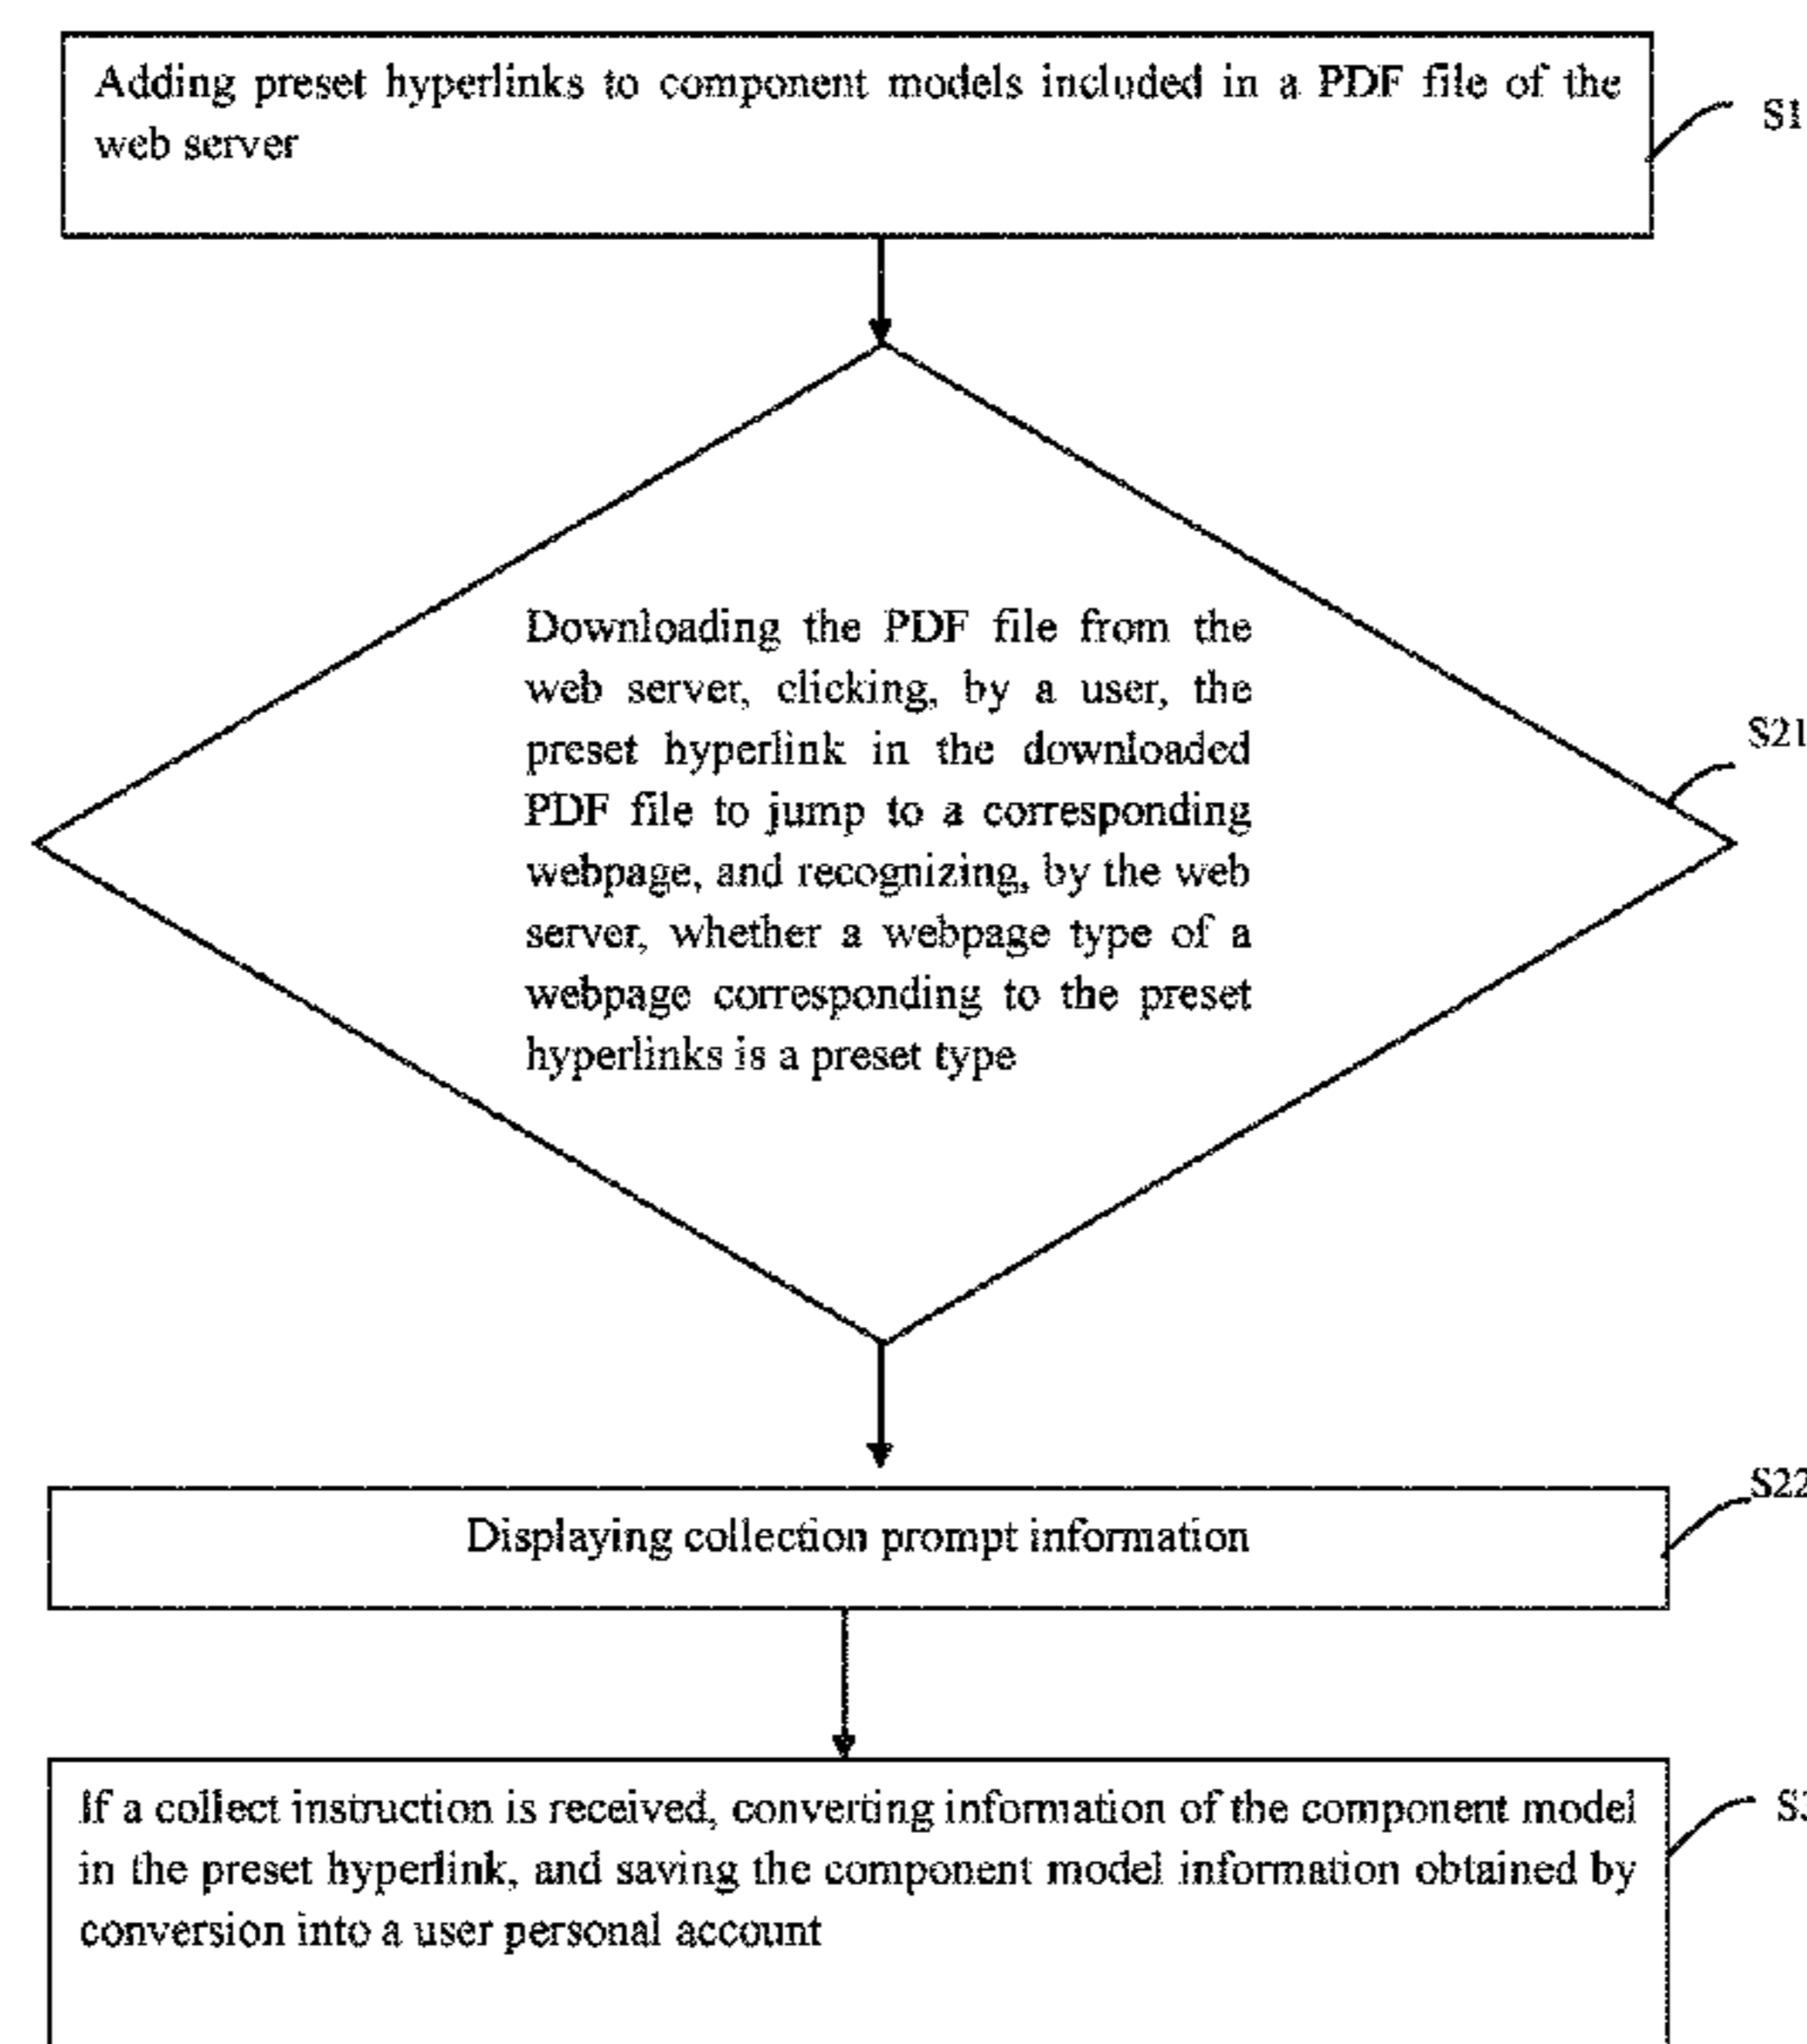 Adding preset hyperlinks to component models included in a PDF file of the
web server
S1
Downloading the PDF file from the
web server, clicking, by a user, the
preset hyperlink in the downloaded
PDF file to jump to a corresponding
webpage, and recognizing, by the web
server, whether a webpage type of a
webpage corresponding to the preset
hyperlinks is a preset type
S21
Displaying collection prompt information
S22
If a collect instruction is received, converting information of the component model
in the preset hyperlink, and saving the component model information obtained by
conversion into a user personal account